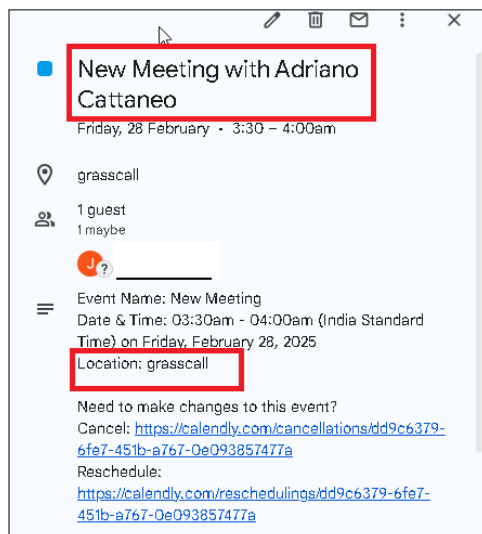 New Meeting with Adriano
Cattaneo
Friday, 28 February • 3:30 – 4:00am
grasscall
1 guest
1 maybe
J ?
Event Name: New Meeting
Date & Time: 03:30am - 04:00am (India Standard
Time) on Friday, February 28, 2025
Location: grasscall
Need to make changes to this event?
Cancel: https://calendly.com/cancellations/dd9c6379-
6fe7-451b-a767-0e093857477a
Reschedule:
https://calendly.com/reschedulings/dd9c6379-6fe7-
451b-a767-0e093857477a